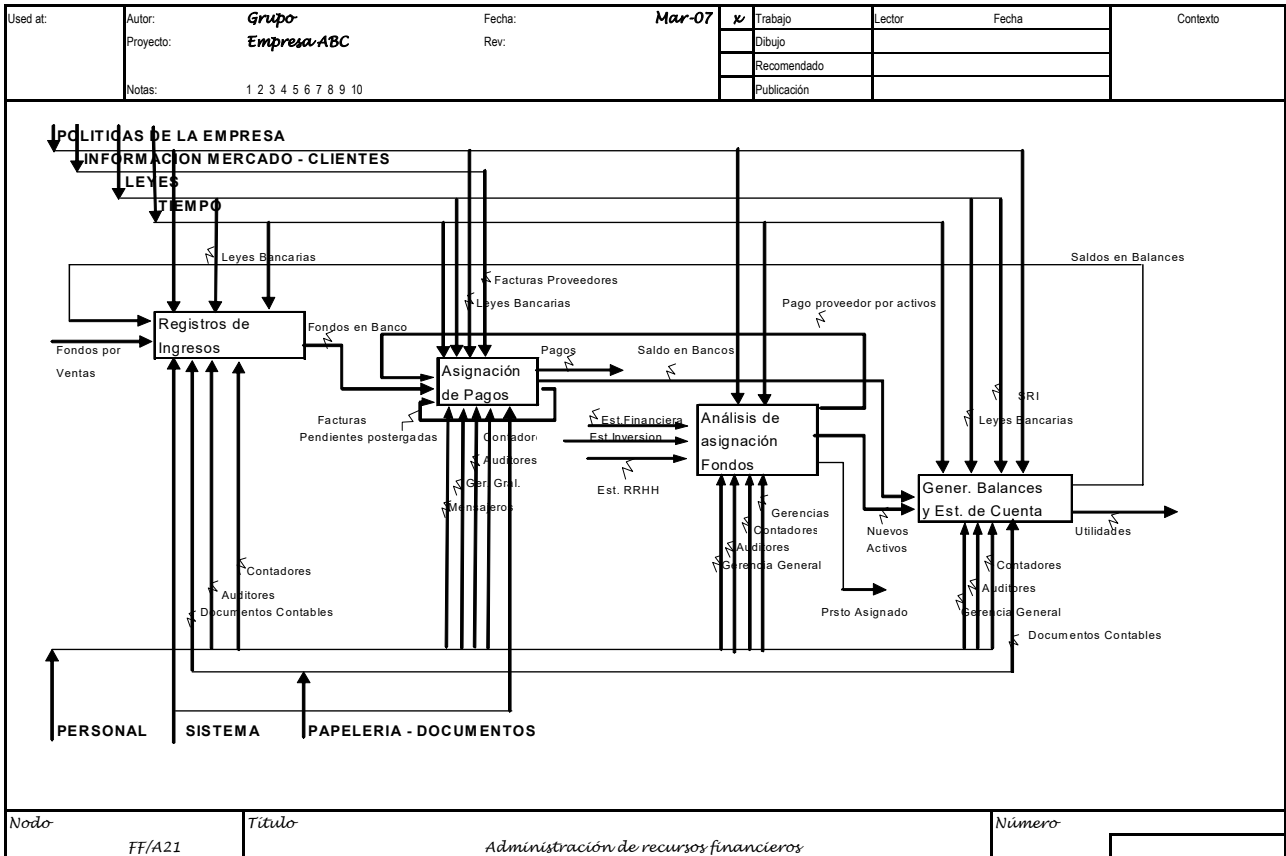 Used at:
Autor: Grupo Fecha: Mar-07 x Trabajo Lector Fecha Contexto
Proyecto: Empresa ABC Rev: Dibujo
Recomendado
Notas: 1 2 3 4 5 6 7 8 9 10 Publicación
POLITICAS DE LA EMPRESA
INFORMACION MERCADO - CLIENTES
LEYES
TIEMPO
Leyes Bancarias
Saldos en Balances
Facturas Proveedores
Leyes Bancarias
Pago proveedor por activos
Registros de
Ingresos
Fondos en Banco
Fondos por
Ventas
Pagos
Saldo en Bancos
Asignación
de Pagos
Facturas
Pendientes postergadas
Contador
Auditores
Ger. Gral.
Mensajeros
Est.Financiera
Est.Inversion
Est. RRHH
Análisis de
asignación
Fondos
SRI
Leyes Bancarias
Gener. Balances
y Est. de Cuenta
Utilidades
Nuevos
Activos
Gerencias
Contadores
Auditores
Gerencia General
Prsto Asignado
Contadores
Auditores
Documentos Contables
Contadores
Auditores
Gerencia General
Documentos Contables
PERSONAL SISTEMA PAPELERIA - DOCUMENTOS
Nodo Título Número
FF/A21 Administración de recursos financieros